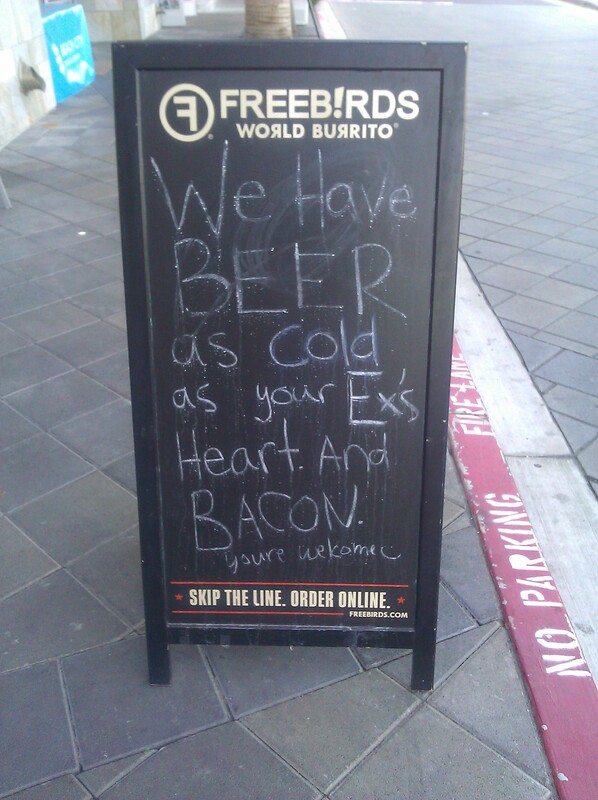 FREEB!RDS
WORLD BURRITO
We Have
BEER
as cold
as your Ex's
Heart. And
BACON.
youre welcome
SKIP THE LINE. ORDER ONLINE.
FREEBIRDS.COM
NO PARKING FIRE LANE